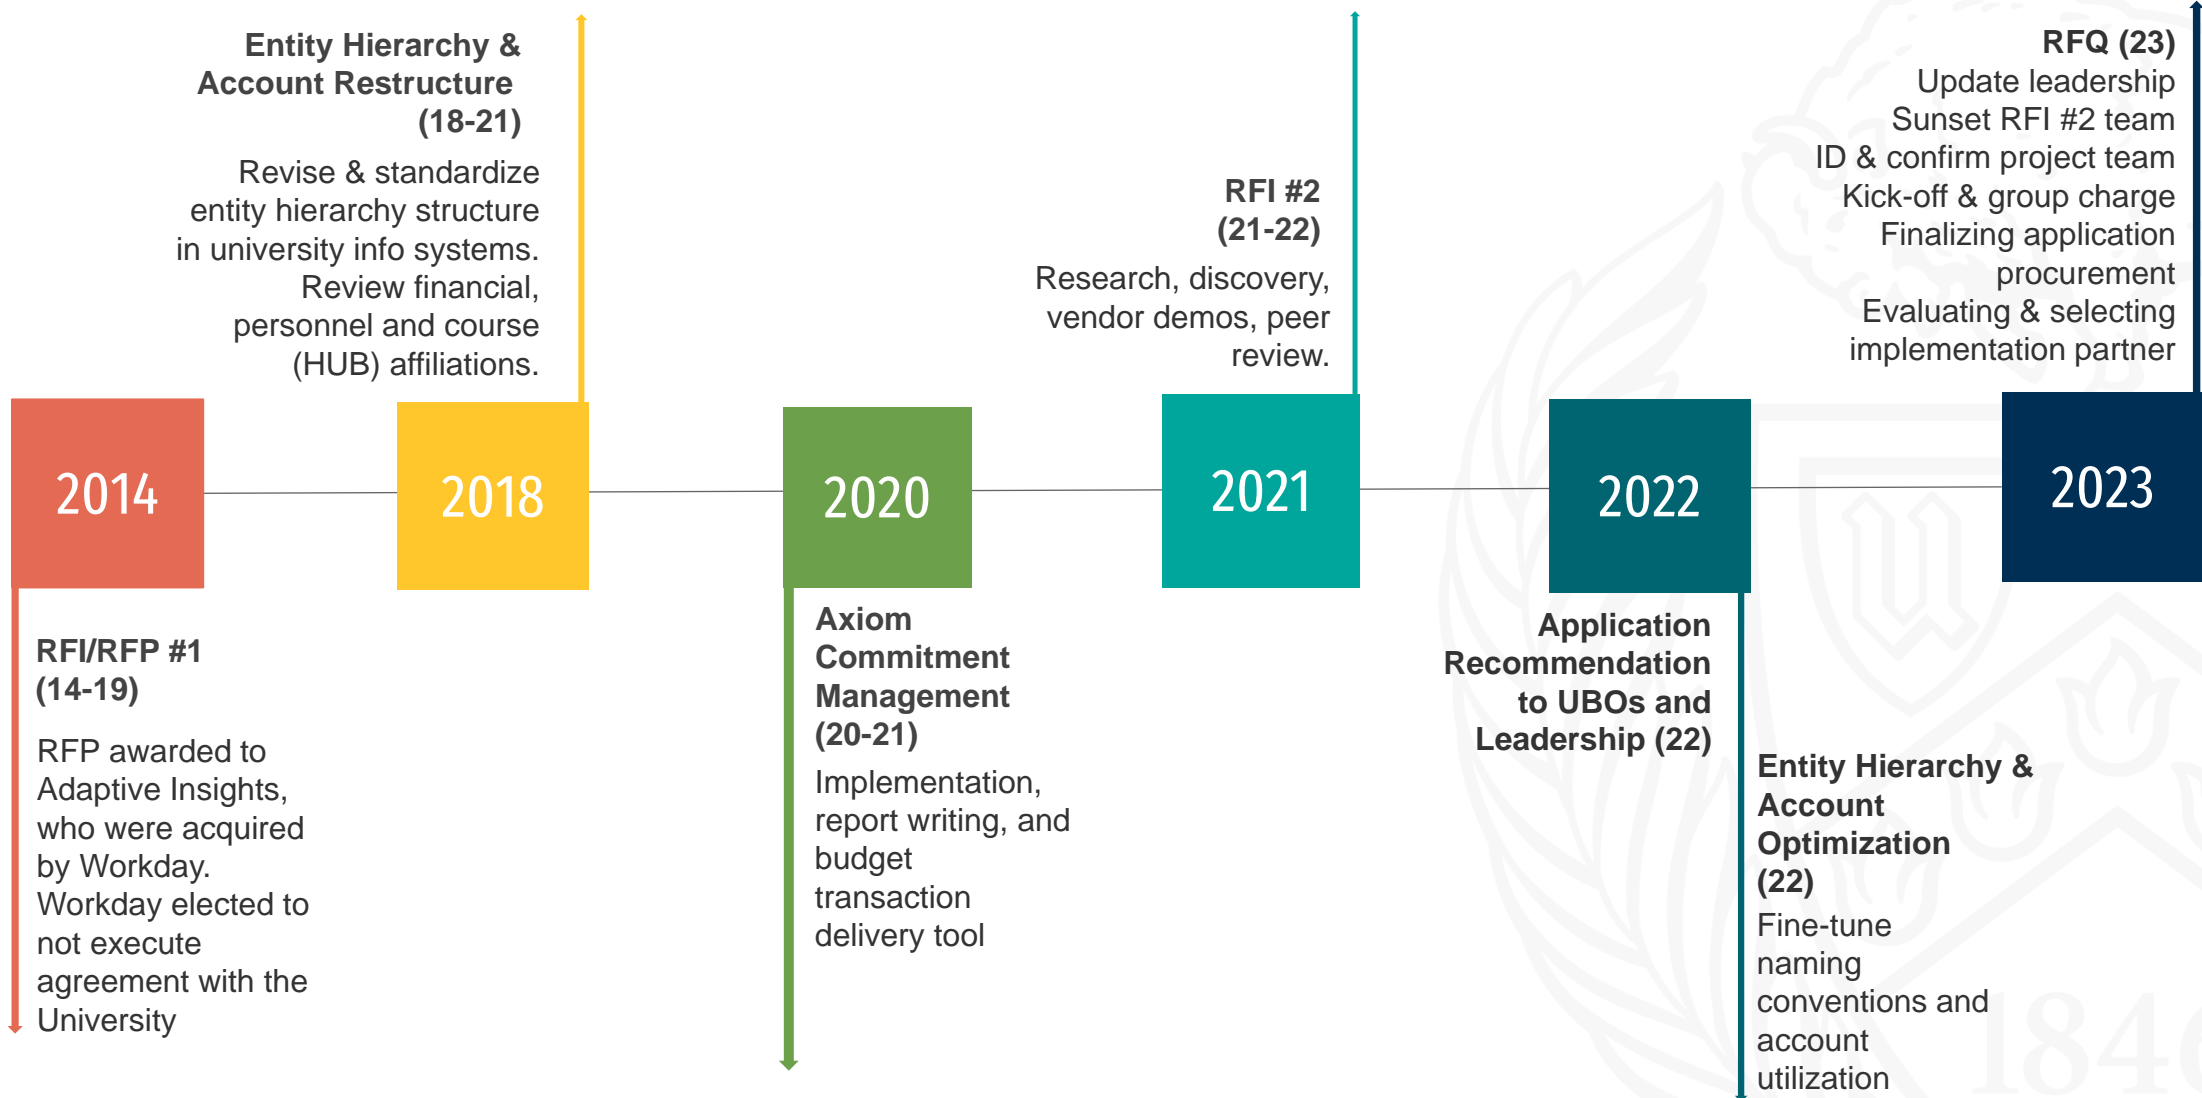 Entity Hierarchy &
Account Restructure
(18-21)
Revise & standardize
entity hierarchy structure
in university info systems.
Review financial,
personnel and course
(HUB) affiliations.
RFI #2
(21-22)
Research, discovery,
vendor demos, peer
review.
RFQ (23)
Update leadership
Sunset RFI #2 team
ID & confirm project team
Kick-off & group charge
Finalizing application
procurement
Evaluating & selecting
implementation partner
2014
2018
2020
2021
2022
2023
RFI/RFP #1
(14-19)
RFP awarded to
Adaptive Insights,
who were acquired
by Workday.
Workday elected to
not execute
agreement with the
University
Axiom
Commitment
Management
(20-21)
Implementation,
report writing, and
budget
transaction
delivery tool
Application
Recommendation
to UBOs and
Leadership (22)
Entity Hierarchy &
Account
Optimization
(22)
Fine-tune
naming
conventions and
account
utilization
1846